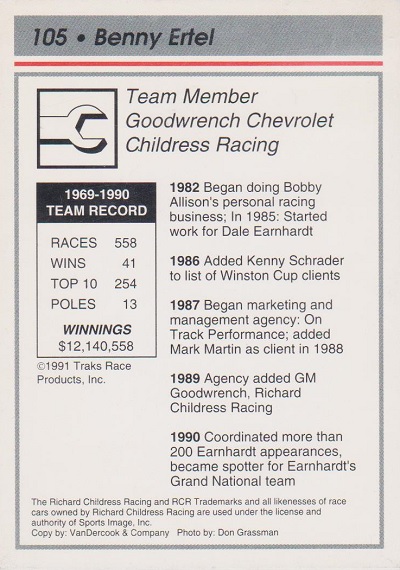 105 • Benny Ertel
Team Member
Goodwrench Chevrolet
Childress Racing
1969-1990
TEAM RECORD
RACES 558
WINS 41
TOP 10 254
POLES 13
WINNINGS
$12,140,558
©1991 Traks Race
Products, Inc.
1982 Began doing Bobby
Allison's personal racing
business; In 1985: Started
work for Dale Earnhardt
1986 Added Kenny Schrader
to list of Winston Cup clients
1987 Began marketing and
management agency: On
Track Performance; added
Mark Martin as client in 1988
1989 Agency added GM
Goodwrench, Richard
Childress Racing
1990 Coordinated more than
200 Earnhardt appearances,
became spotter for Earnhardt's
Grand National team
The Richard Childress Racing and RCR Trademarks and all likenesses of race
cars owned by Richard Childress Racing are used under the license and
authority of Sports Image, Inc.
Copy by: VanDercook & Company Photo by: Don Grassman